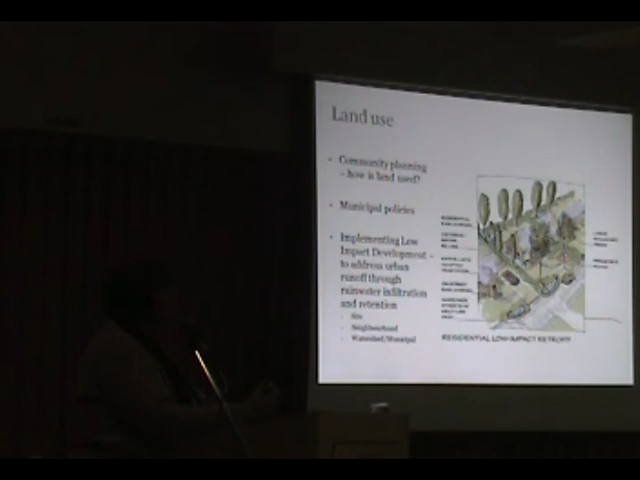 Land use
• Community planning
– how is land used?
• Municipal policies
• Implementing Low
Impact Development –
to address urban
runoff through
rainwater infiltration
and retention
Site
Neighbourhood
Watershed/Municipal
RESIDENTIAL LOW-IMPACT RETROFIT